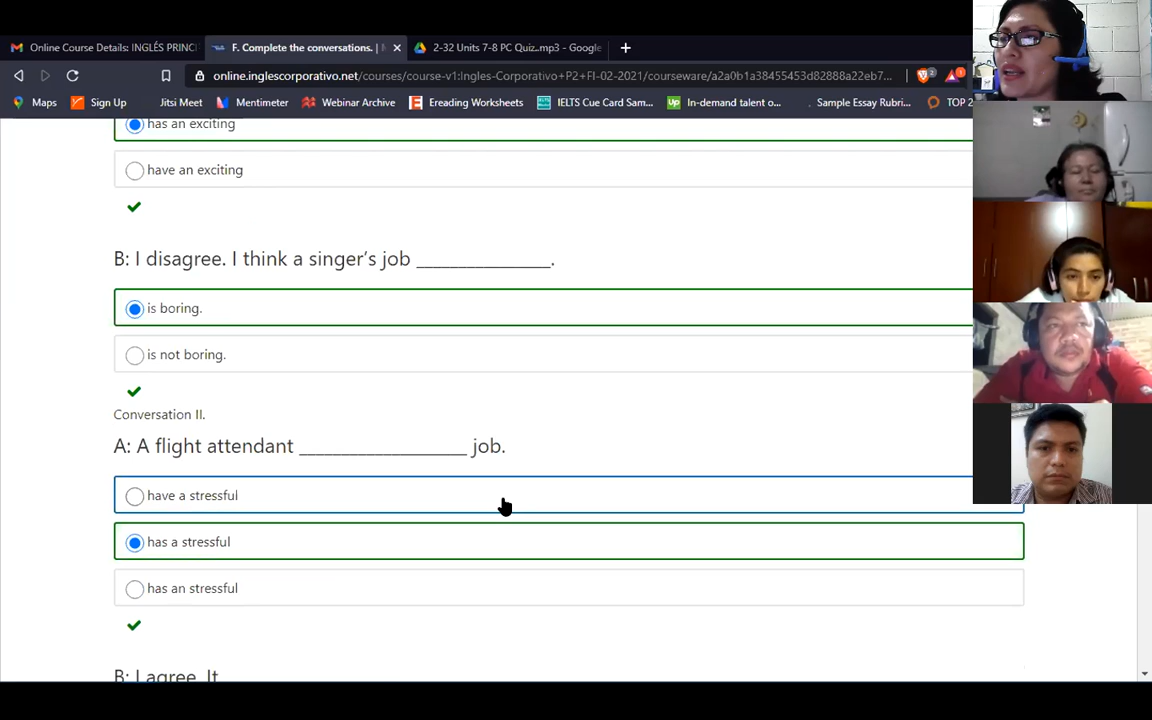 Online Course Details: INGLÉS PRINCI
F. Complete the conversations. |
2-32 Units 7-8 PC Quiz..mp3 - Google
online.inglescorporativo.net/courses/course-v1:Ingles-Corporativo+P2+FI-02-2021/courseware/a2a0b1a38455453d82888a22eb7...
Maps
Sign Up
Jitsi Meet
Mentimeter
Webinar Archive
Ereading Worksheets
IELTS Cue Card Sam...
In-demand talent o...
Sample Essay Rubri...
TOP 2
has an exciting
have an exciting
B: I disagree. I think a singer's job _______________.
is boring.
is not boring.
Conversation II.
A: A flight attendant _________________ job.
have a stressful
has a stressful
has an stressful
B: I agree. It